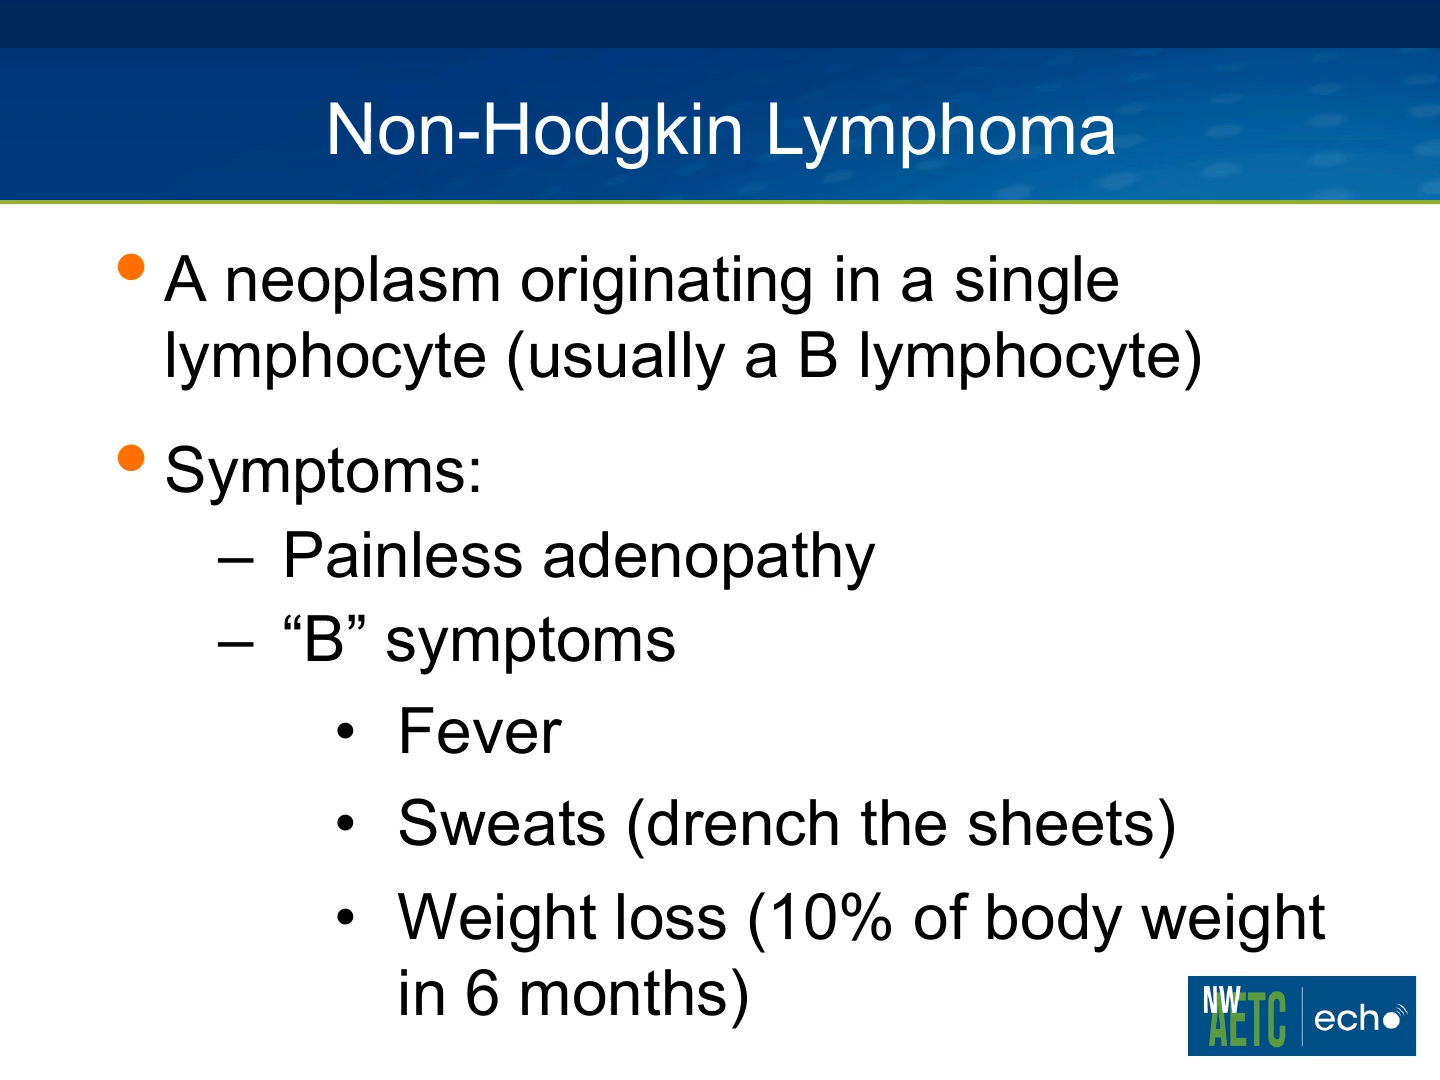 Non-Hodgkin Lymphoma
• A neoplasm originating in a single
lymphocyte (usually a B lymphocyte)
• Symptoms:
– Painless adenopathy
– “B” symptoms
• Fever
• Sweats (drench the sheets)
• Weight loss (10% of body weight
in 6 months)
NW
AETC
echo